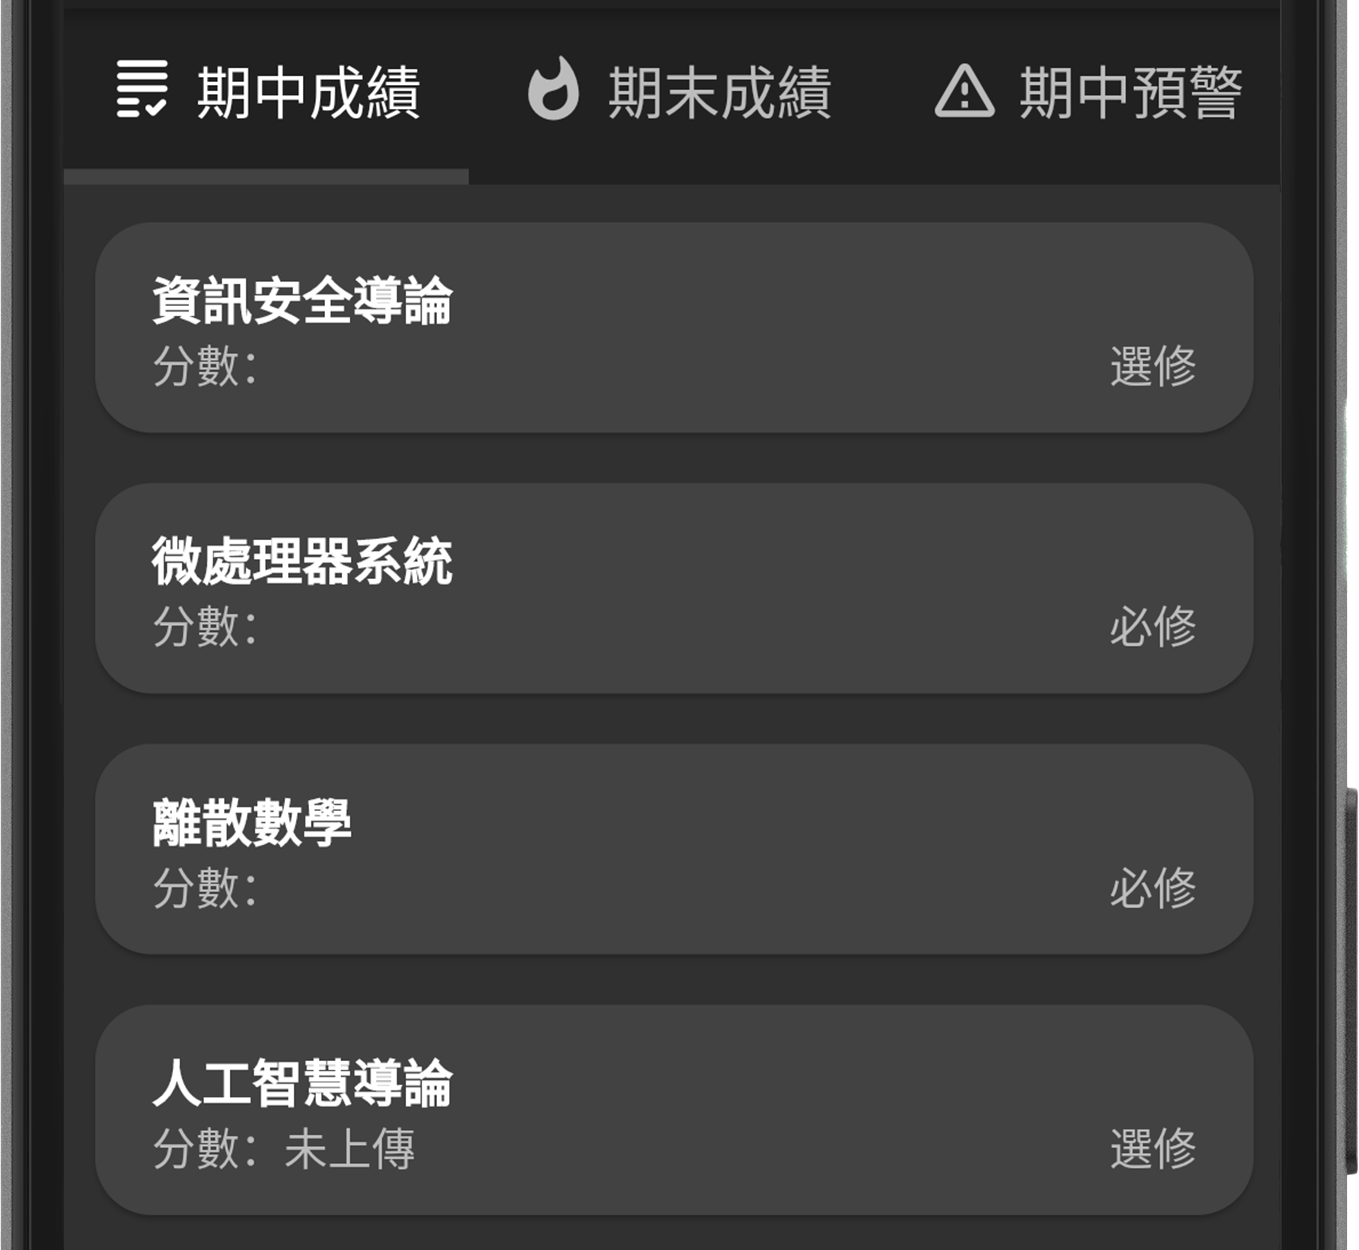 期中成績 期末成績 期中預警
資訊安全導論
分數： 選修
微處理器系統
分數： 必修
離散數學
分數： 必修
人工智慧導論
分數：未上傳 選修